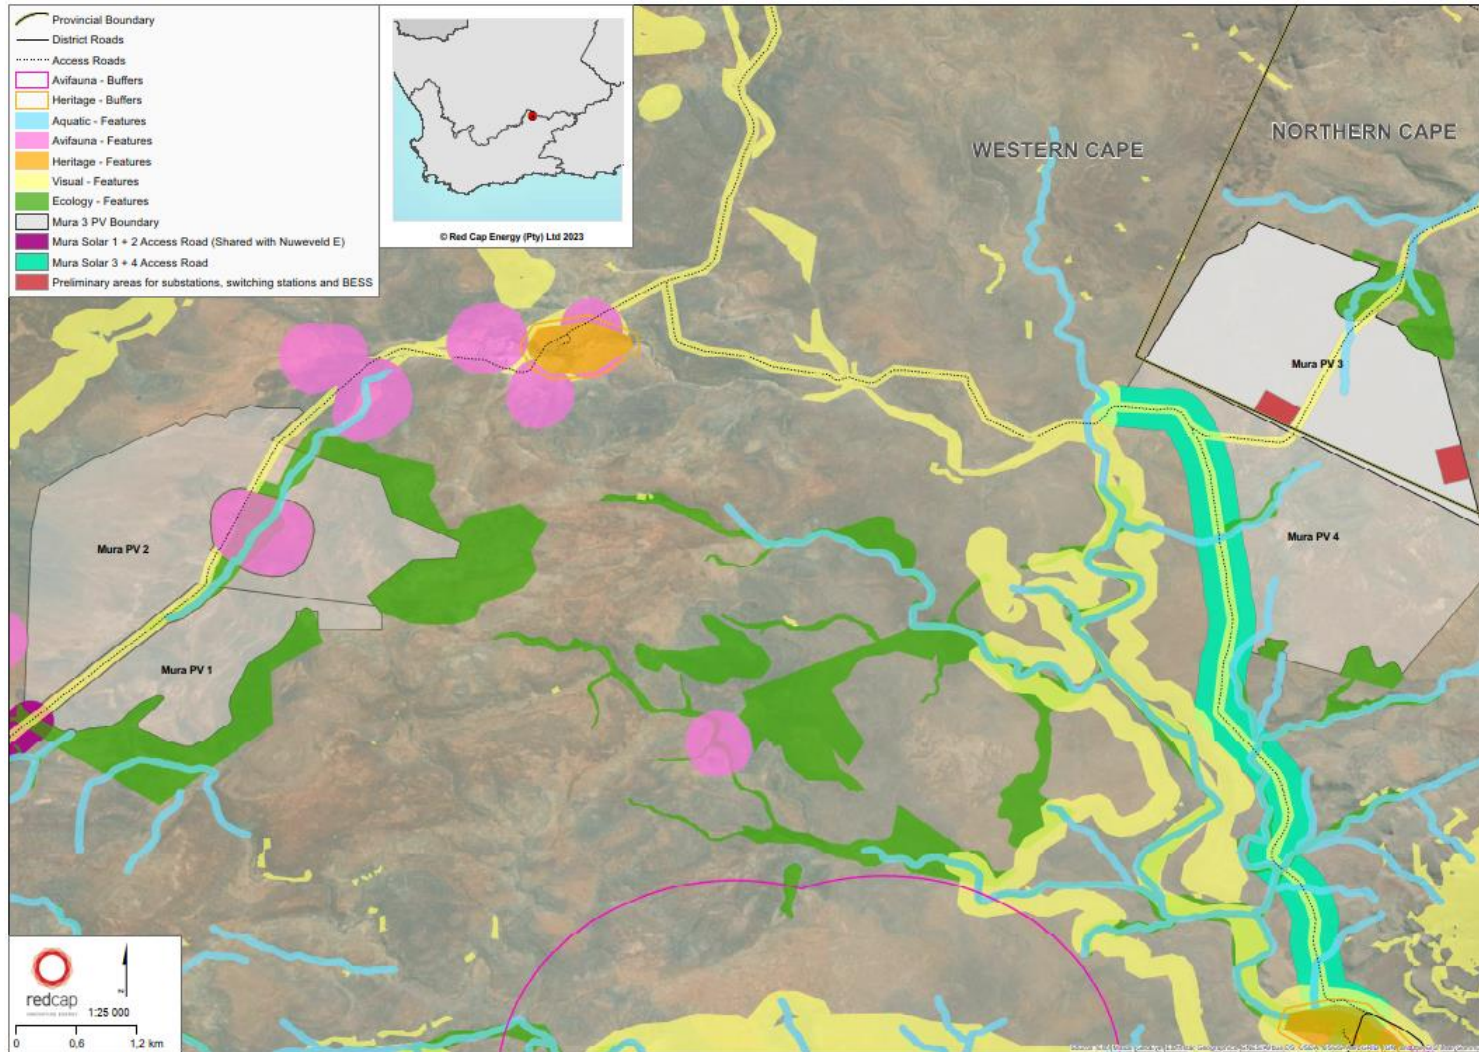 Provincial Boundary
District Roads
Access Roads
Avifauna - Buffers
Heritage - Buffers
Aquatic - Features
Avifauna - Features
Heritage - Features
Visual - Features
Ecology - Features
Mura 3 PV Boundary
Mura Solar 1 + 2 Access Road (Shared with Nuweveld E)
Mura Solar 3 + 4 Access Road
Preliminary areas for substations, switching stations and BESS
© Red Cap Energy (Pty) Ltd 2023
WESTERN CAPE
NORTHERN CAPE
Mura PV 3
Mura PV 2
Mura PV 4
Mura PV 1
redcap
N
1:25 000
0 0,6 1,2 km